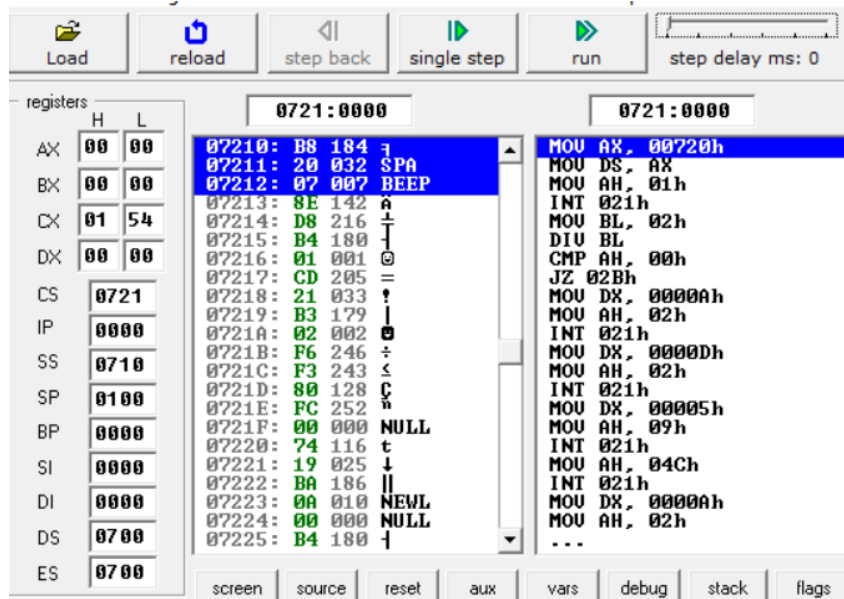 Load reload step back single step run step delay ms: 0
registers
H L
0721:0000 0721:0000
AX 00 00
BX 00 00
CX 01 54
DX 00 00
CS 0721
IP 0000
SS 0710
SP 0100
BP 0000
SI 0000
DI 0000
DS 0700
ES 0700
07210: B8 184 ╕
07211: 20 032 SPA
07212: 07 007 BEEP
07213: 8E 142 Ä
07214: D8 216 ╪
07215: B4 180 ┤
07216: 01 001 ☺
07217: CD 205 ═
07218: 21 033 !
07219: B3 179 │
0721A: 02 002 ☻
0721B: F6 246 ÷
0721C: F3 243 ≤
0721D: 80 128 Ç
0721E: FC 252 ⁿ
0721F: 00 000 NULL
07220: 74 116 t
07221: 19 025 ↓
07222: BA 186 ║
07223: 0A 010 NEWL
07224: 00 000 NULL
07225: B4 180 ┤
MOV AX, 00720h
MOV DS, AX
MOV AH, 01h
INT 021h
MOV BL, 02h
DIV BL
CMP AH, 00h
JZ 02Bh
MOV DX, 0000Ah
MOV AH, 02h
INT 021h
MOV DX, 0000Dh
MOV AH, 02h
INT 021h
MOV DX, 00005h
MOV AH, 09h
INT 021h
MOV AH, 04Ch
INT 021h
MOV DX, 0000Ah
MOV AH, 02h
...
screen source reset aux vars debug stack flags